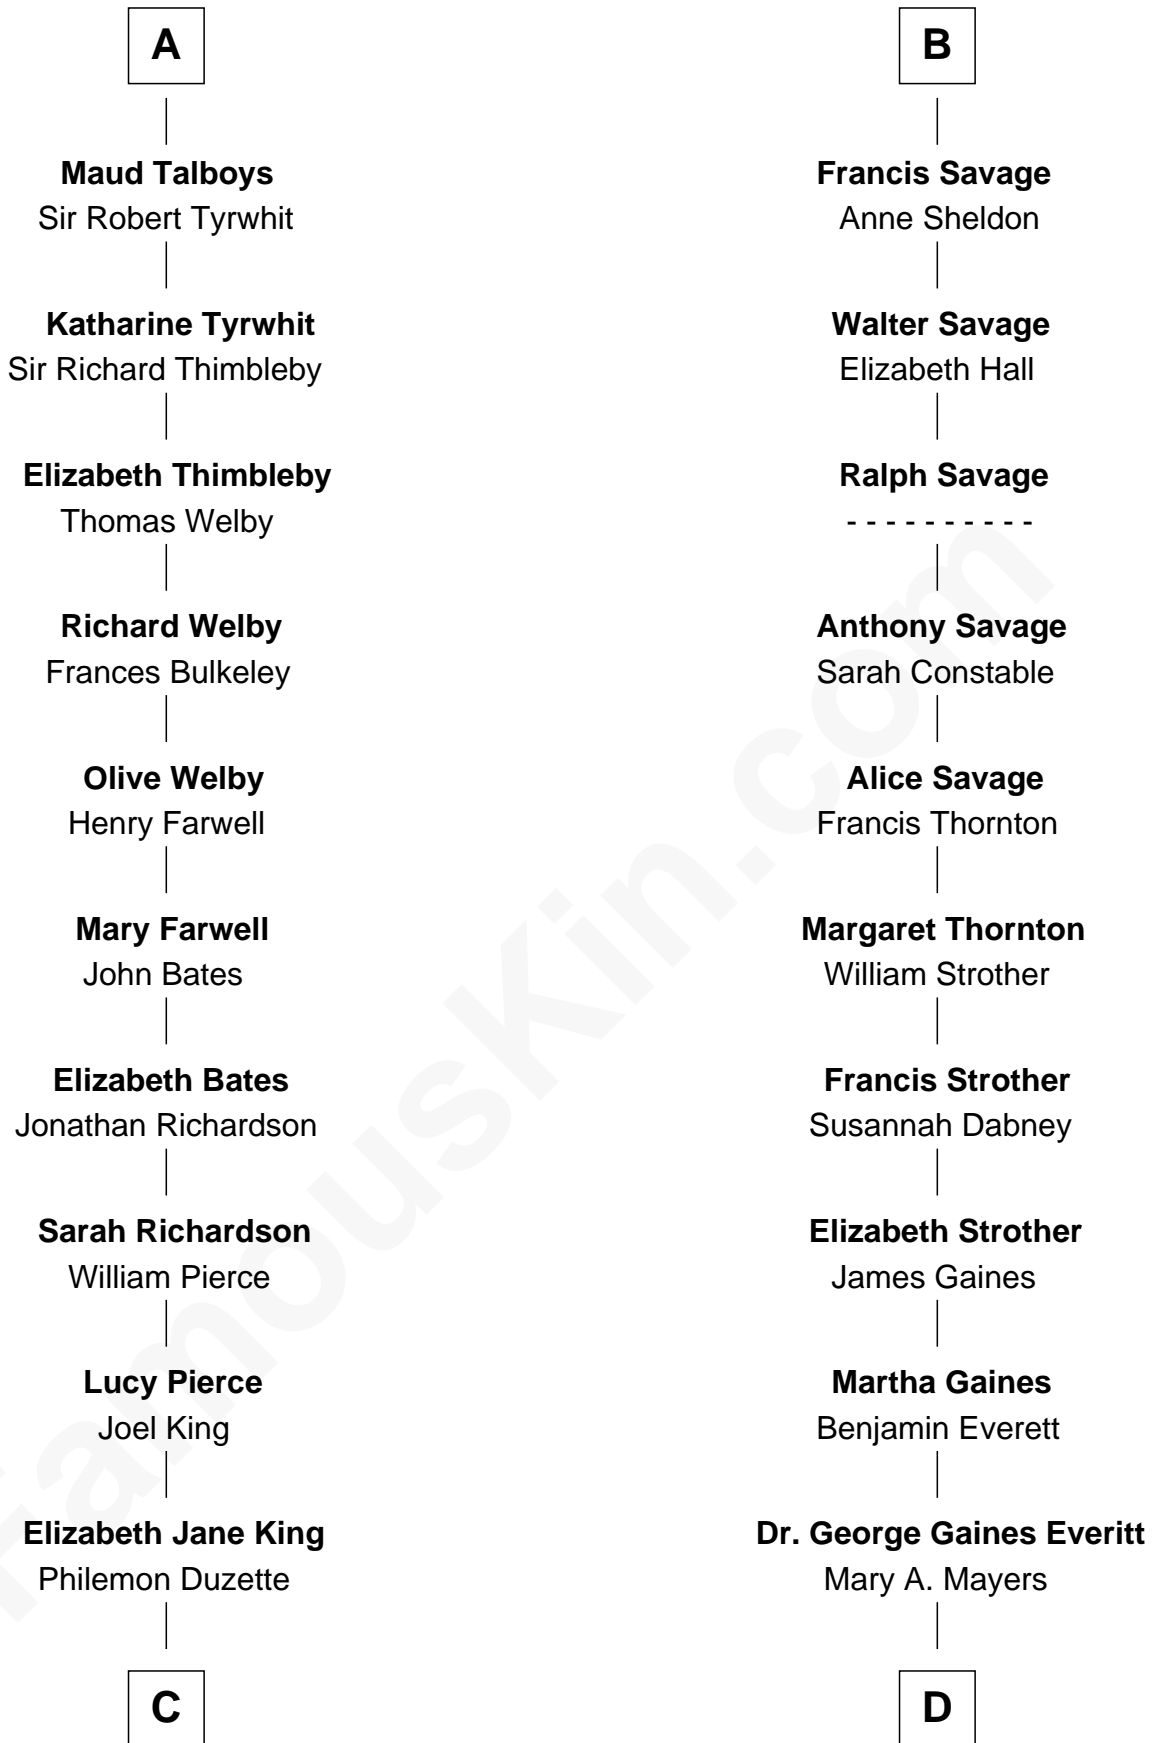 A
Maud Talboys
Sir Robert Tyrwhit
Katharine Tyrwhit
Sir Richard Thimbleby
Elizabeth Thimbleby
Thomas Welby
Richard Welby
Frances Bulkeley
Olive Welby
Henry Farwell
Mary Farwell
John Bates
Elizabeth Bates
Jonathan Richardson
Sarah Richardson
William Pierce
Lucy Pierce
Joel King
Elizabeth Jane King
Philemon Duzette
C
B
Francis Savage
Anne Sheldon
Walter Savage
Elizabeth Hall
Ralph Savage
- - - - - - - - - -
Anthony Savage
Sarah Constable
Alice Savage
Francis Thornton
Margaret Thornton
William Strother
Francis Strother
Susannah Dabney
Elizabeth Strother
James Gaines
Martha Gaines
Benjamin Everett
Dr. George Gaines Everitt
Mary A. Mayers
D
FamousKin.com